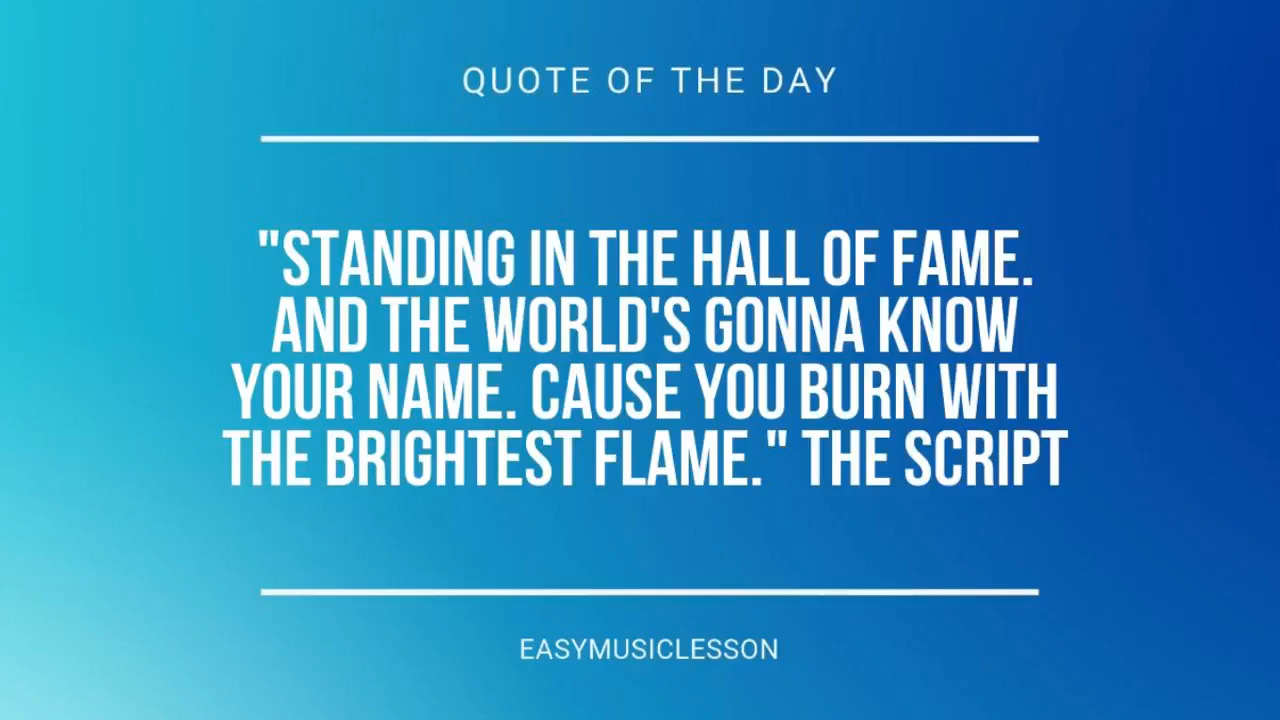 QUOTE OF THE DAY
"STANDING IN THE HALL OF FAME.
AND THE WORLD'S GONNA KNOW
YOUR NAME. CAUSE YOU BURN WITH
THE BRIGHTEST FLAME." THE SCRIPT
EASYMUSICLESSON